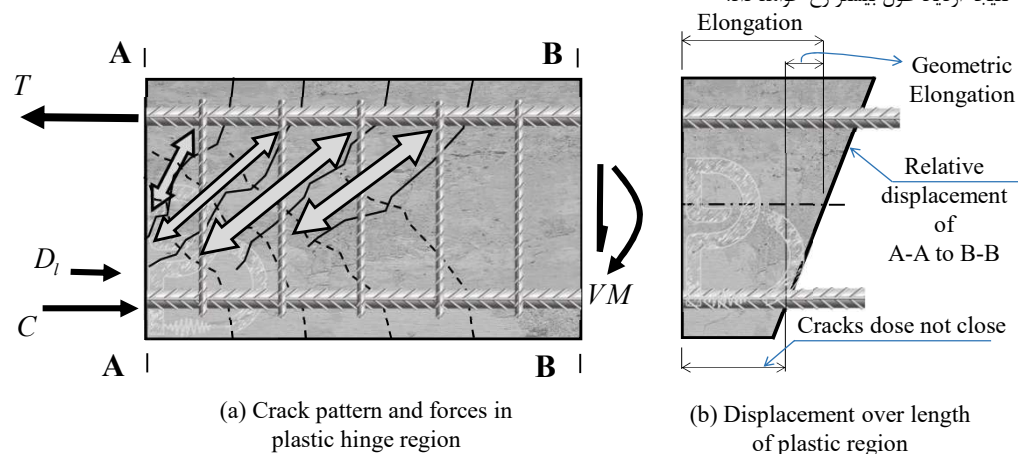 Elongation
A
B
T
Geometric
Elongation
Relative
displacement
of
A-A to B-B
D_l
C
VM
Cracks dose not close
A
B
(a) Crack pattern and forces in
plastic hinge region
(b) Displacement over length
of plastic region